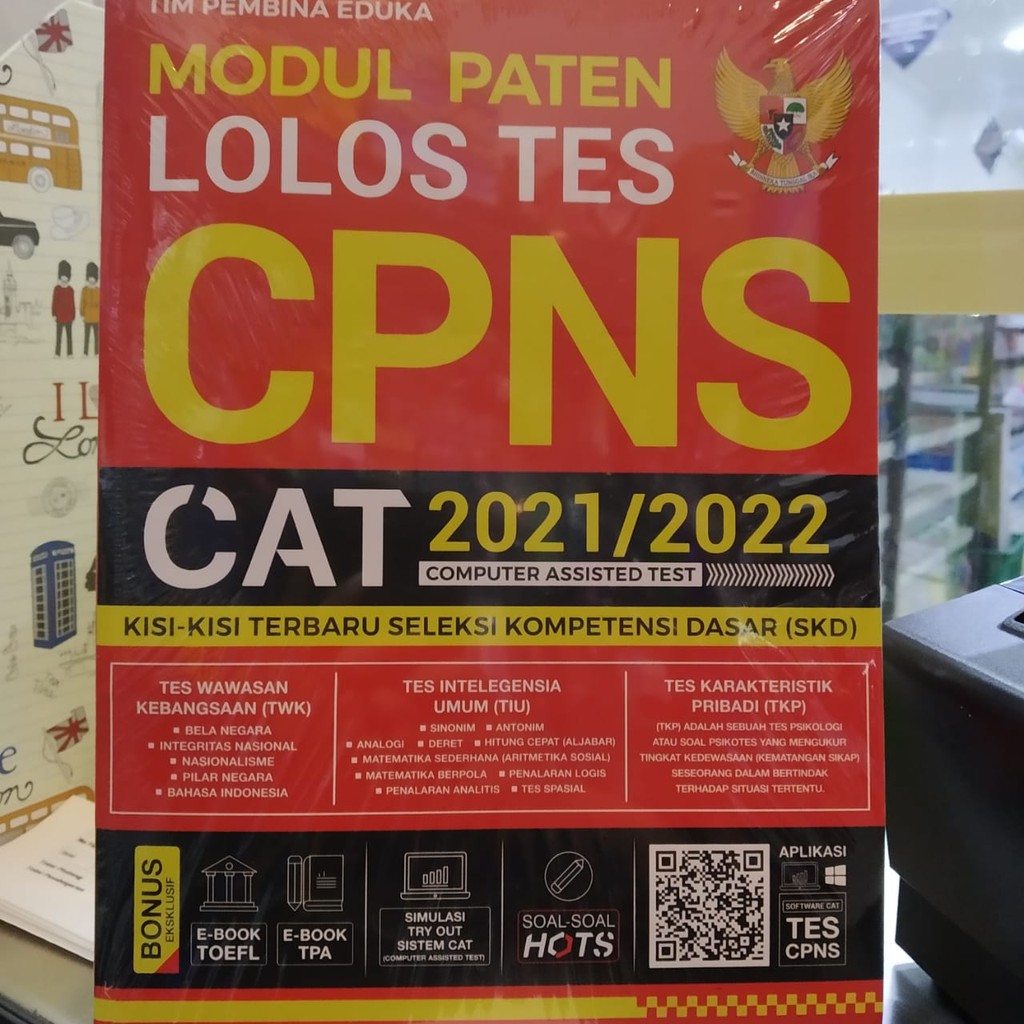 TIM PEMBINA EDUKA
MODUL PATEN
LOLOS TES
CPNS
CAT
2021/2022
COMPUTER ASSISTED TEST
KISI-KISI TERBARU SELEKSI KOMPETENSI DASAR (SKD)
TES WAWASAN
KEBANGSAAN (TWK)
▪ BELA NEGARA
▪ INTEGRITAS NASIONAL
▪ NASIONALISME
▪ PILAR NEGARA
▪ BAHASA INDONESIA
TES INTELEGENSIA
UMUM (TIU)
▪ SINONIM ▪ ANTONIM
▪ ANALOGI ▪ DERET ▪ HITUNG CEPAT (ALJABAR)
▪ MATEMATIKA SEDERHANA (ARITMETIKA SOSIAL)
▪ MATEMATIKA BERPOLA ▪ PENALARAN LOGIS
▪ PENALARAN ANALITIS ▪ TES SPASIAL
TES KARAKTERISTIK
PRIBADI (TKP)
(TKP) ADALAH SEBUAH TES PSIKOLOGI
ATAU SOAL PSIKOTES YANG MENGUKUR
TINGKAT KEDEWASAAN (KEMATANGAN SIKAP)
SESEORANG DALAM BERTINDAK
TERHADAP SITUASI TERTENTU.
BONUS
EKSKLUSIF
E-BOOK
TOEFL
E-BOOK
TPA
SIMULASI
TRY OUT
SISTEM CAT
(COMPUTER ASSISTED TEST)
SOAL-SOAL
HOTS
APLIKASI
SOFTWARE CAT
TES
CPNS